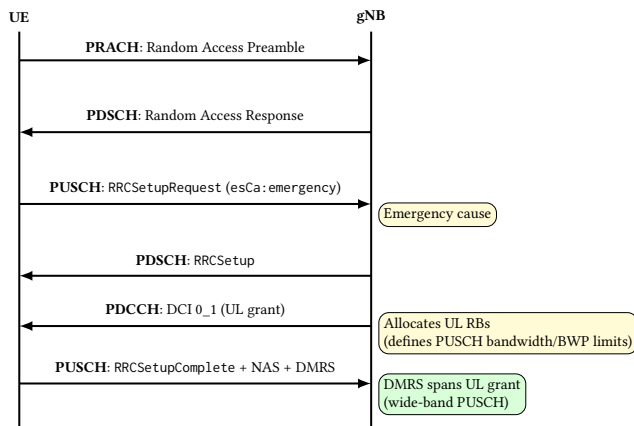 UE
gNB
PRACH: Random Access Preamble
PDSCH: Random Access Response
PUSCH: RRCSetupRequest (esCa:emergency)
Emergency cause
PDSCH: RRCSetup
PDCCH: DCI 0_1 (UL grant)
Allocates UL RBs
(defines PUSCH bandwidth/BWP limits)
PUSCH: RRCSetupComplete + NAS + DMRS
DMRS spans UL grant
(wide-band PUSCH)